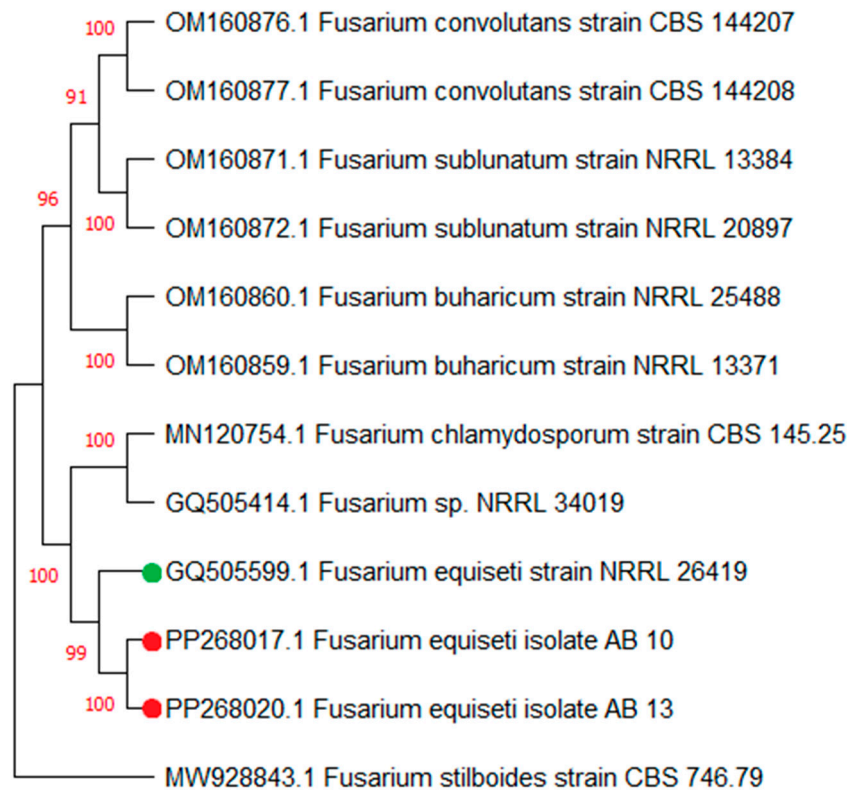 100
OM160876.1 Fusarium convolutans strain CBS 144207
91
OM160877.1 Fusarium convolutans strain CBS 144208
OM160871.1 Fusarium sublunatum strain NRRL 13384
96
100
OM160872.1 Fusarium sublunatum strain NRRL 20897
OM160860.1 Fusarium buharicum strain NRRL 25488
100
OM160859.1 Fusarium buharicum strain NRRL 13371
100
MN120754.1 Fusarium chlamydosporum strain CBS 145.25
GQ505414.1 Fusarium sp. NRRL 34019
100
GQ505599.1 Fusarium equiseti strain NRRL 26419
99
PP268017.1 Fusarium equiseti isolate AB 10
100
PP268020.1 Fusarium equiseti isolate AB 13
MW928843.1 Fusarium stilboides strain CBS 746.79